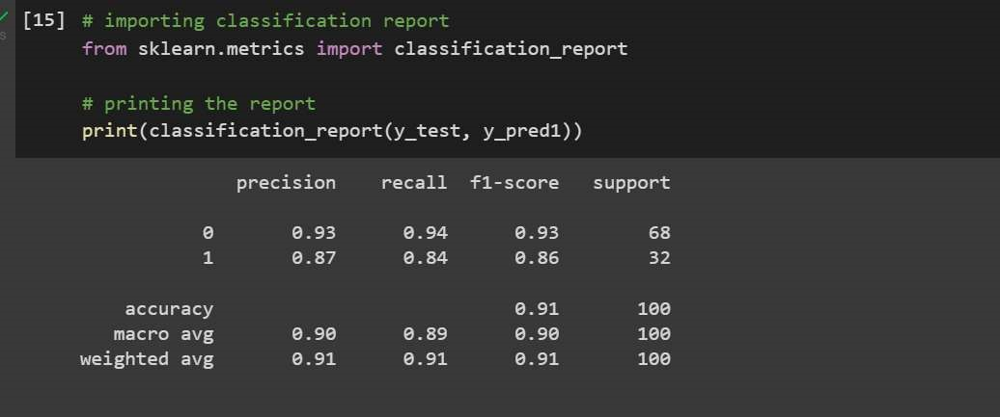 [15] # importing classification report
from sklearn.metrics import classification_report
# printing the report
print(classification_report(y_test, y_pred1))
precision recall f1-score support
0 0.93 0.94 0.93 68
1 0.87 0.84 0.86 32
accuracy 0.91 100
macro avg 0.90 0.89 0.90 100
weighted avg 0.91 0.91 0.91 100